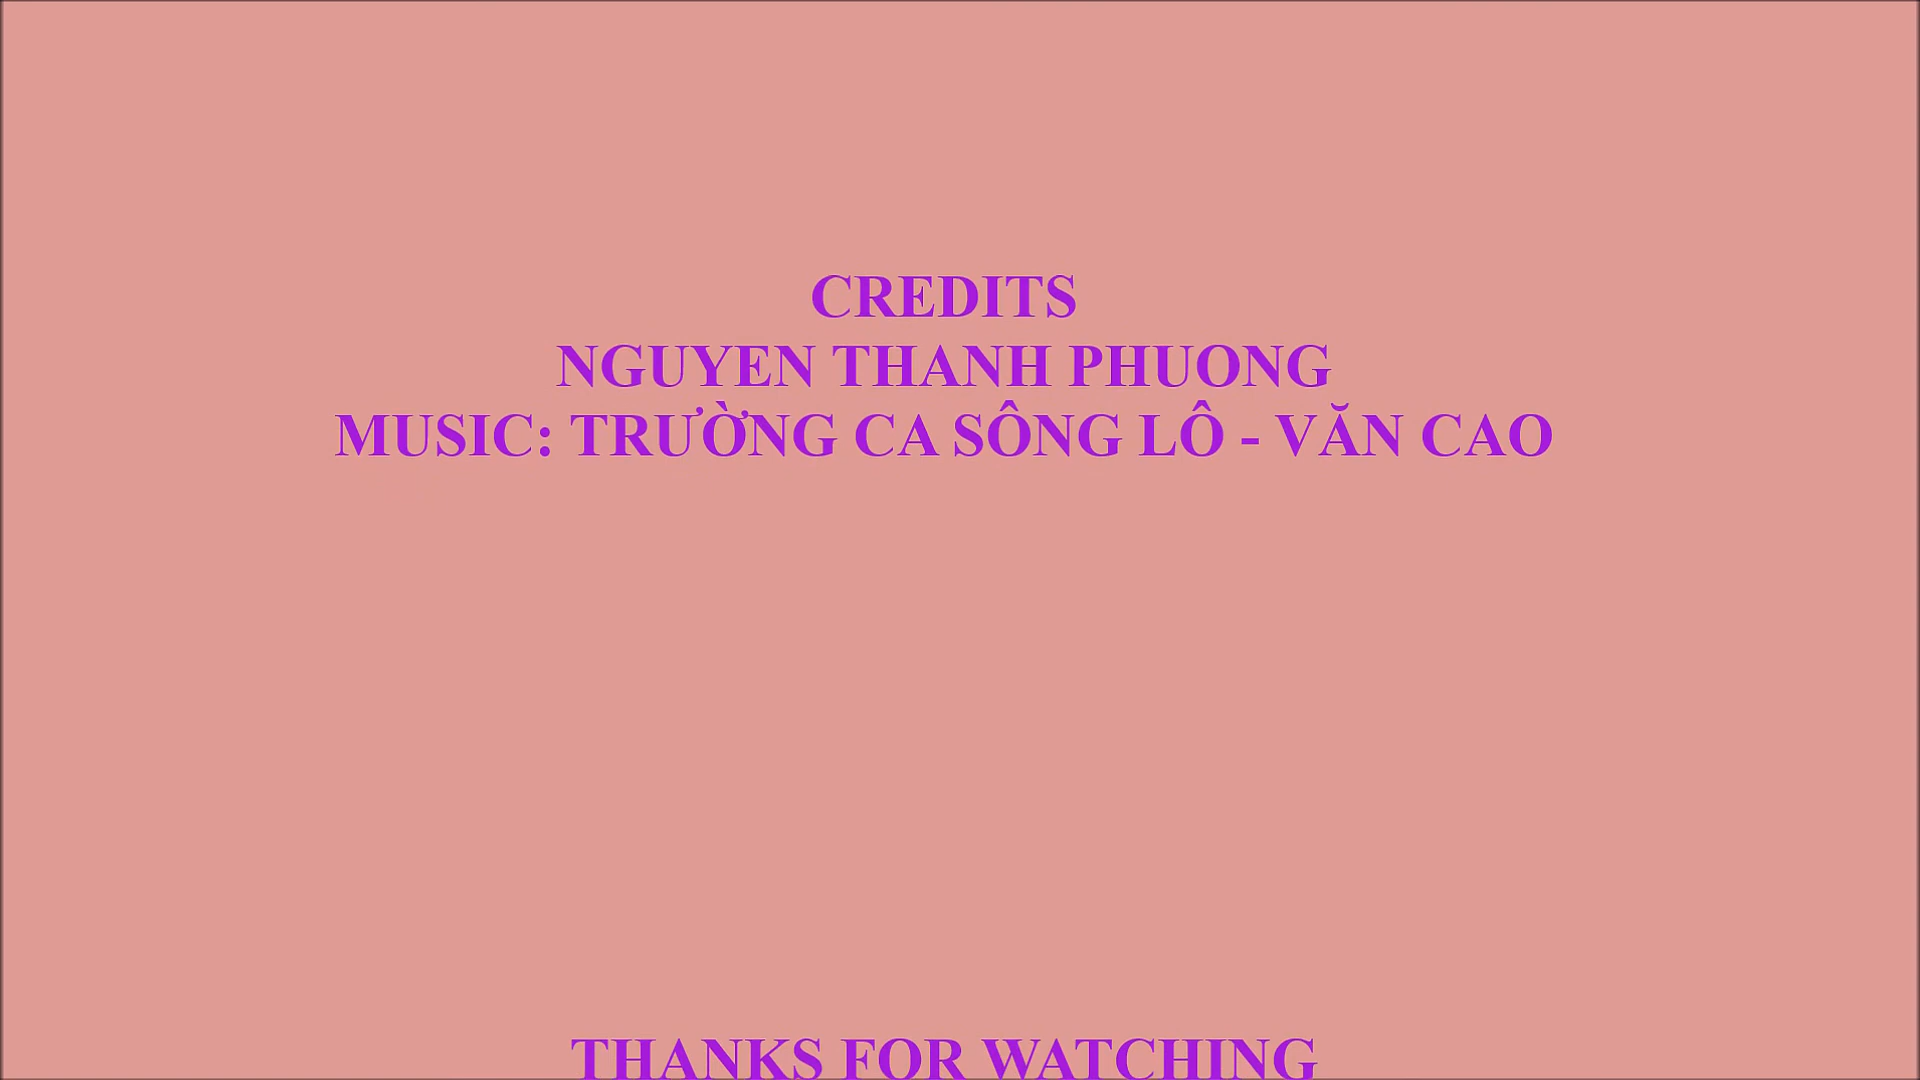 CREDITS
NGUYEN THANH PHUONG
MUSIC: TRƯỜNG CA SÔNG LÔ - VĂN CAO
THANKS FOR WATCHING